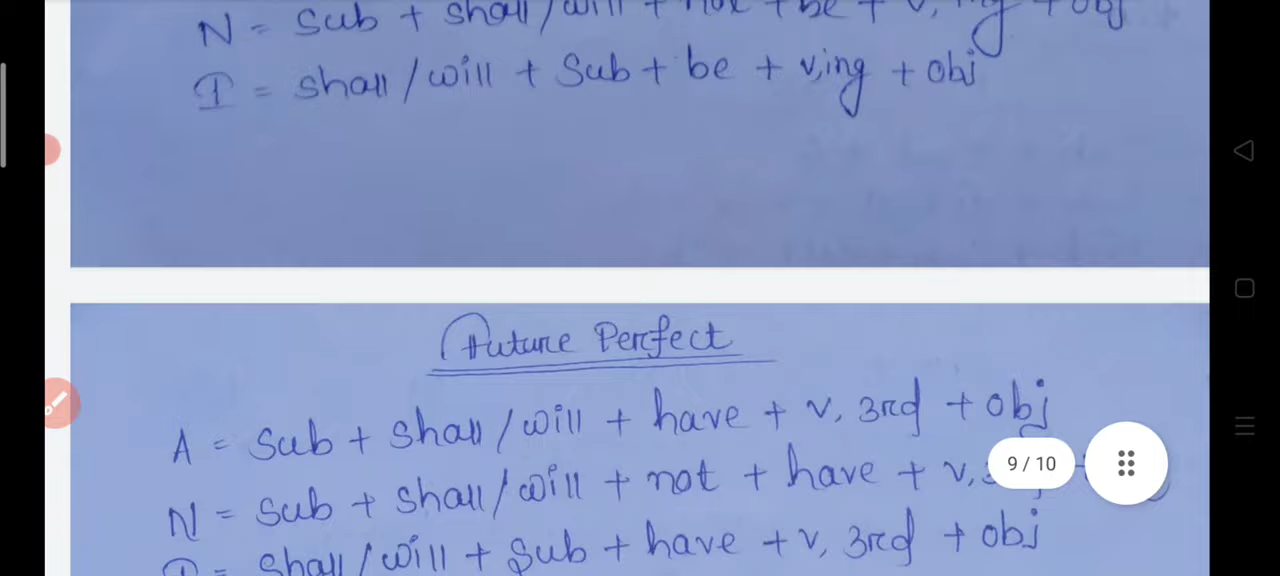 N = Sub + shall/will + not + be + v, ing + obj
I = shall/will + Sub + be + v,ing + obj
Future Perfect
A = Sub + shall/will + have + v, 3rd + obj
N = Sub + shall/will + not + have + v,
9 / 10
I = shall/will + Sub + have + v, 3rd + obj